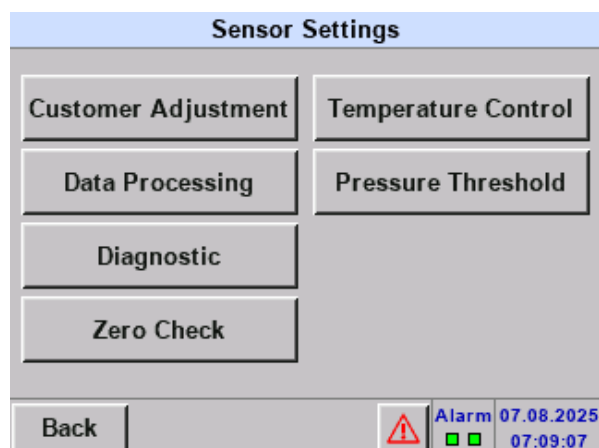 Sensor Settings
Customer Adjustment
Temperature Control
Data Processing
Pressure Threshold
Diagnostic
Zero Check
Back
Alarm
07.08.2025
07:09:07